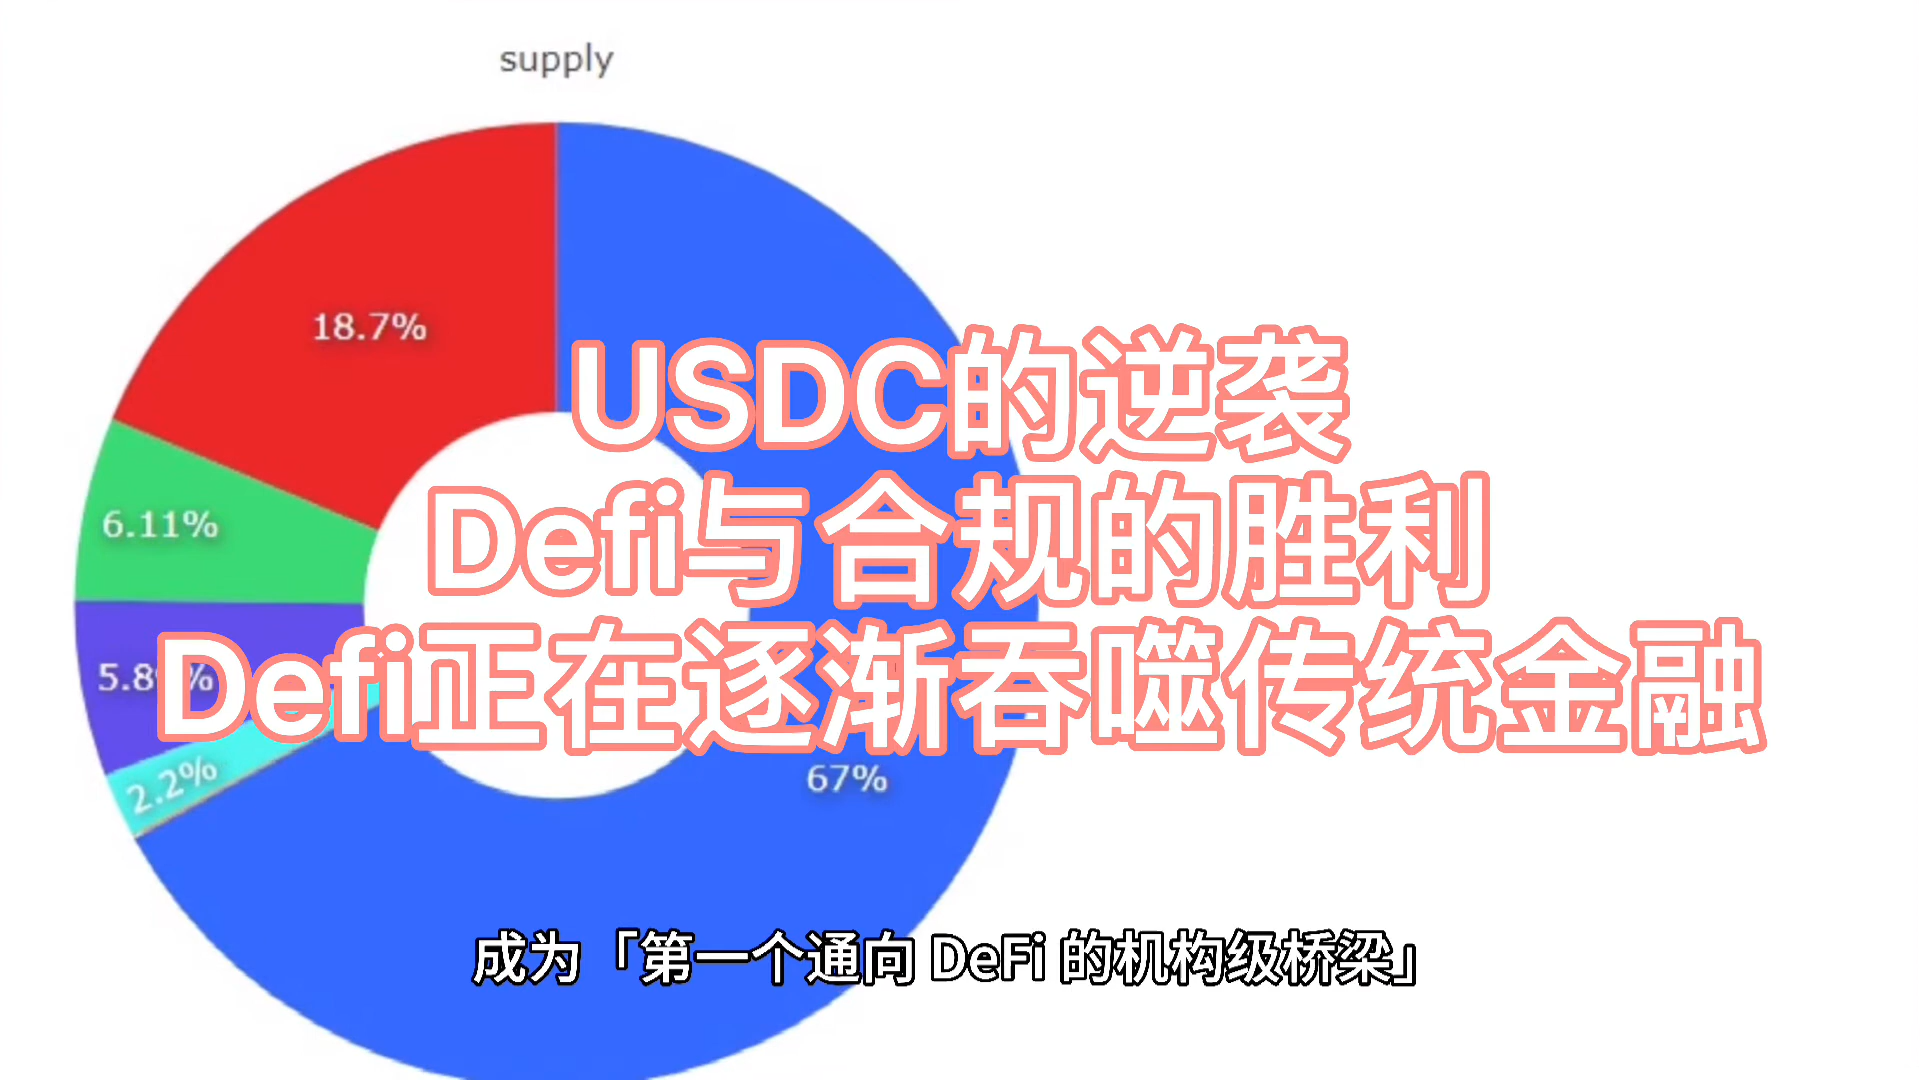 supply
18.7%
USDC的逆袭
6.11%
Defi与合规的胜利
Defi正在逐渐吞噬传统金融
67%
2.2%
成为「第一个通向 DeFi 的机构级桥梁」